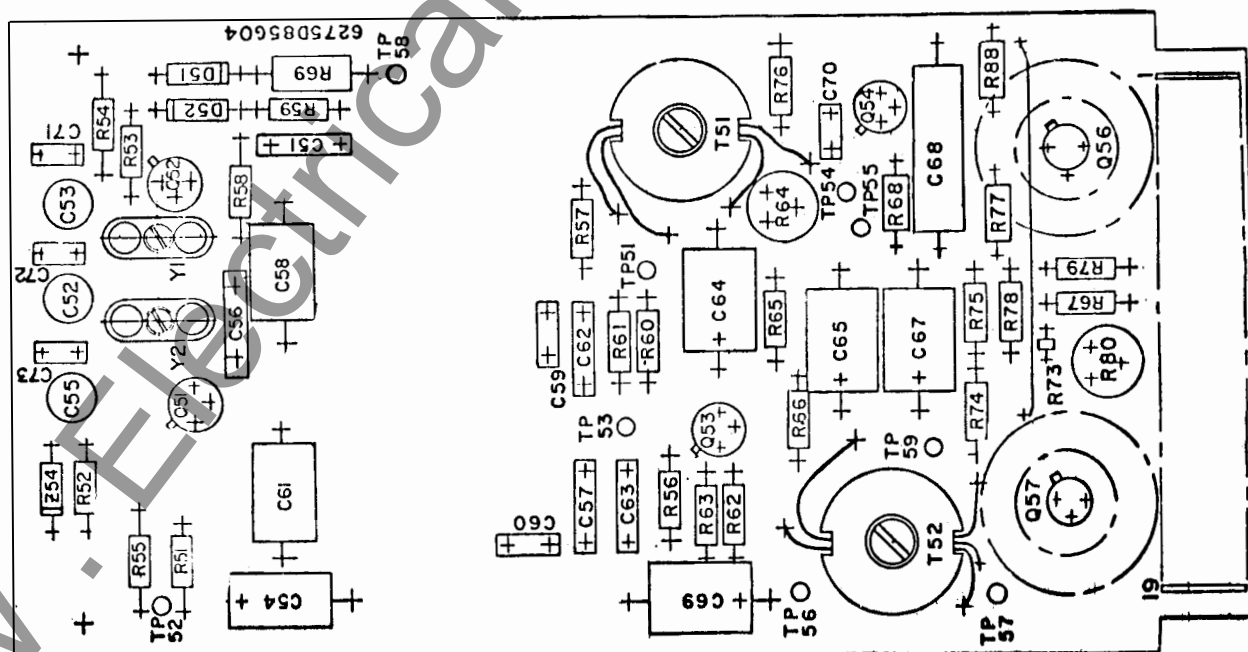 6275D85G04
TP 58
D51
R69
D52
R59
C51
R54
C71
R53
Q52
R58
C53
Y1
C72
C52
C58
C56
Y2
C73
C55
Q51
Z54
R52
C61
R55
R51
C54
TP 52
T51
R76
C70
Q54
R88
Q56
C68
TP54
TP55
R68
R64
R77
R57
TP51
C64
R79
R67
R65
C65
C67
R75
R78
R73
R80
C59
C62
R61
R60
TP 53
Q53
R66
R74
TP 59
C57
C63
R56
R63
R62
C60
C69
T52
Q57
TP 56
TP 57
19
. Electrical